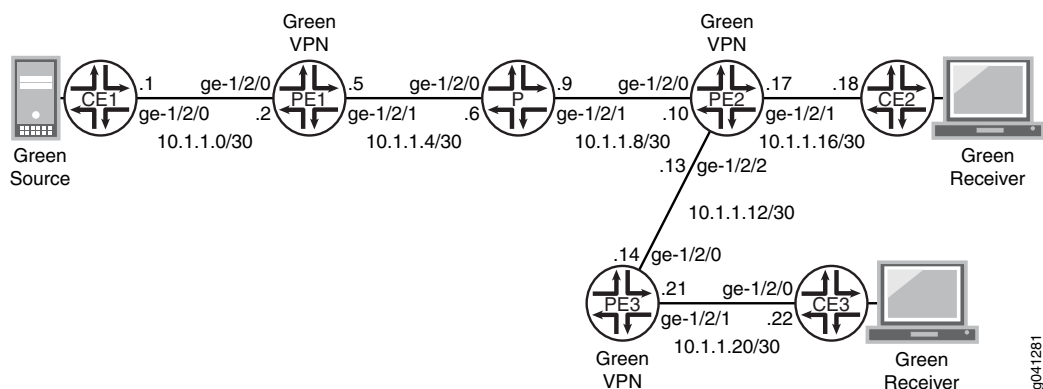 Green
VPN
Green
VPN
.1
ge-1/2/0
.5
ge-1/2/0
.9
ge-1/2/0
.17
.18
CE1
PE1
P
PE2
CE2
ge-1/2/0
.2
ge-1/2/1
.6
ge-1/2/1
.10
ge-1/2/1
10.1.1.0/30
10.1.1.4/30
10.1.1.8/30
10.1.1.16/30
Green
Source
Green
Receiver
.13
ge-1/2/2
10.1.1.12/30
.14
ge-1/2/0
.21
ge-1/2/0
PE3
CE3
ge-1/2/1
.22
10.1.1.20/30
Green
VPN
Green
Receiver
g041281